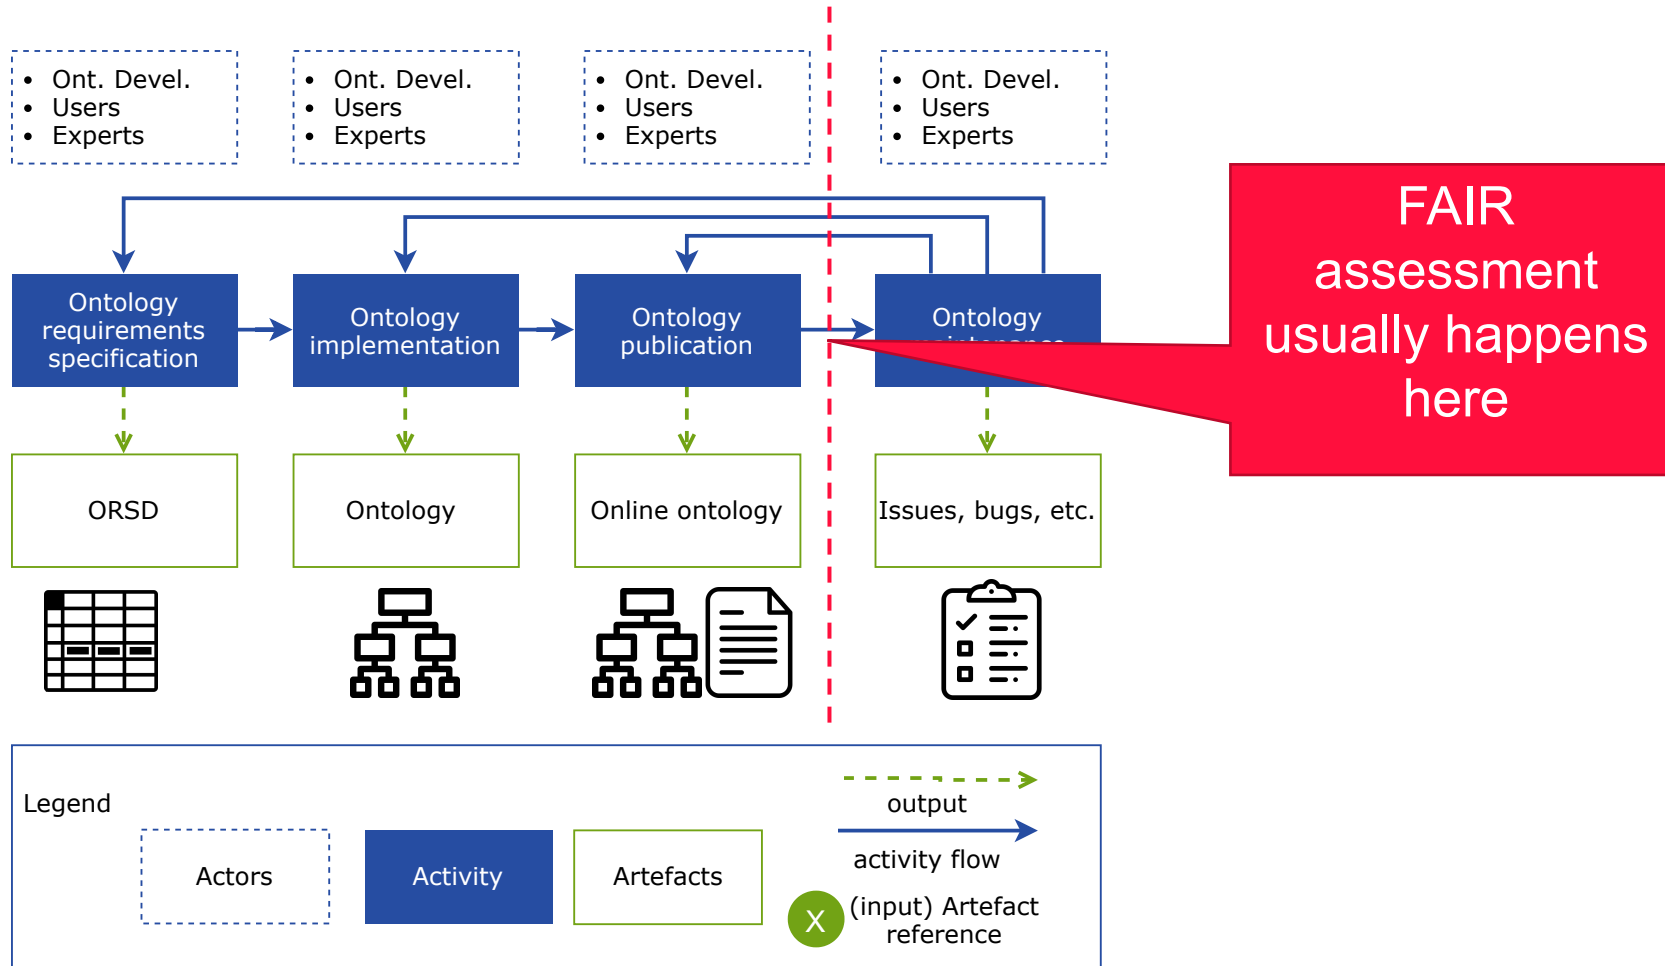 • Ont. Devel.
• Users
• Experts
• Ont. Devel.
• Users
• Experts
• Ont. Devel.
• Users
• Experts
• Ont. Devel.
• Users
• Experts
FAIR
assessment
usually happens
here
Ontology
requirements
specification
Ontology
implementation
Ontology
publication
Ontology
ORSD
Ontology
Online ontology
Issues, bugs, etc.
Legend
Actors
Activity
Artefacts
output
activity flow
X
(input) Artefact
reference